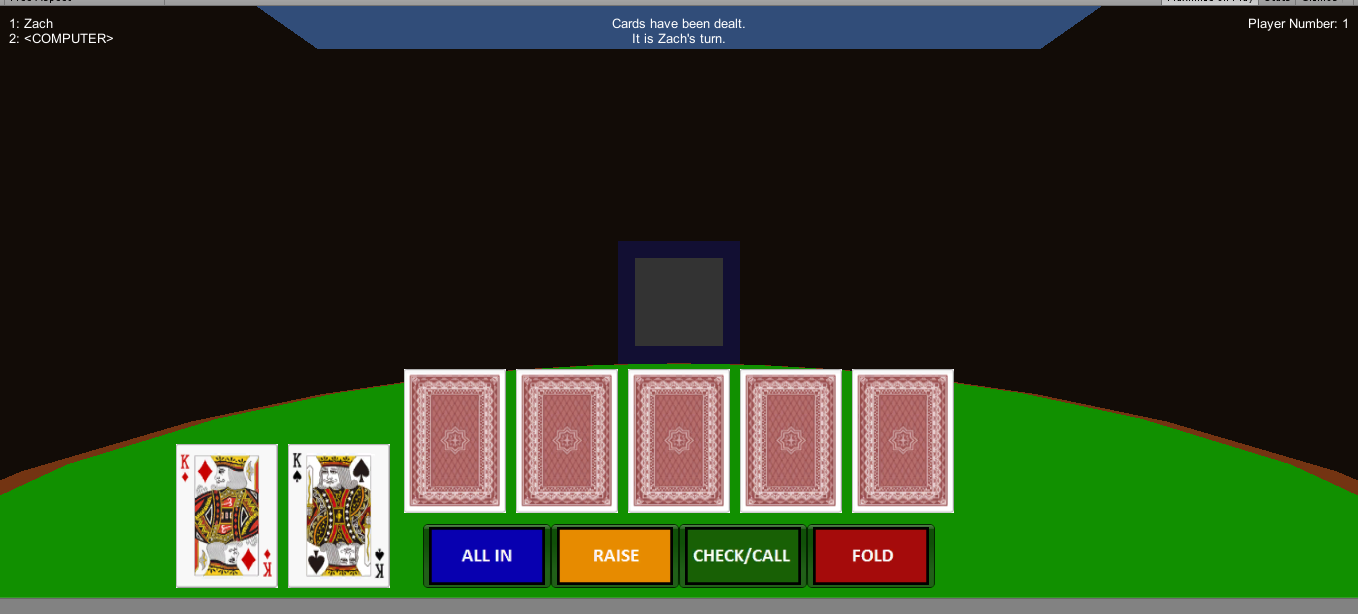 1: Zach
2: <COMPUTER>
Cards have been dealt.
It is Zach's turn.
Player Number: 1
K
K
K
K
ALL IN
RAISE
CHECK/CALL
FOLD